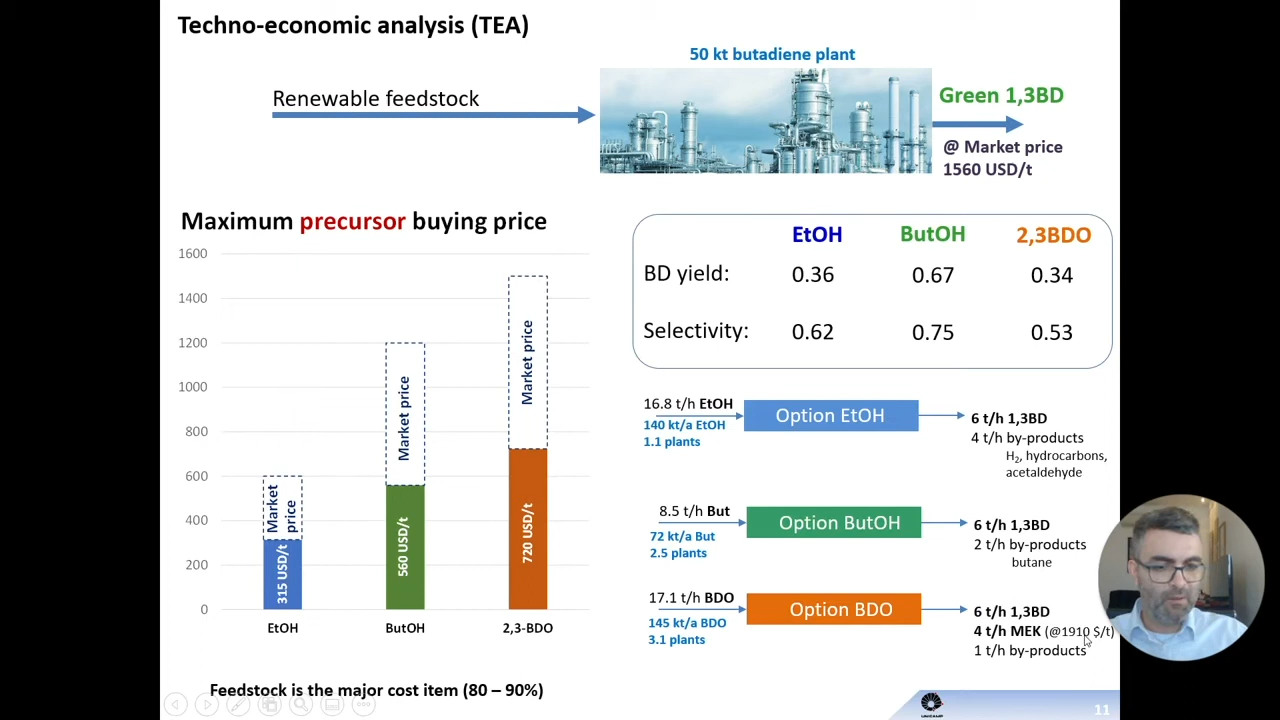 Techno-economic analysis (TEA)
50 kt butadiene plant
Renewable feedstock
Green 1,3BD
@ Market price
1560 USD/t
Maximum precursor buying price
1600
1400
1200
1000
800
600
400
200
0
Market
price
315 USD/t
Market price
560 USD/t
Market price
720 USD/t
EtOH
ButOH
2,3-BDO
EtOH ButOH 2,3BDO
BD yield: 0.36 0.67 0.34
Selectivity: 0.62 0.75 0.53
16.8 t/h EtOH
140 kt/a EtOH
1.1 plants
Option EtOH
6 t/h 1,3BD
4 t/h by-products
H₂, hydrocarbons,
acetaldehyde
8.5 t/h But
72 kt/a But
2.5 plants
Option ButOH
6 t/h 1,3BD
2 t/h by-products
butane
17.1 t/h BDO
145 kt/a BDO
3.1 plants
Option BDO
6 t/h 1,3BD
4 t/h MEK (@1910 $/t)
1 t/h by-products
Feedstock is the major cost item (80 – 90%)
UNICAMP
11